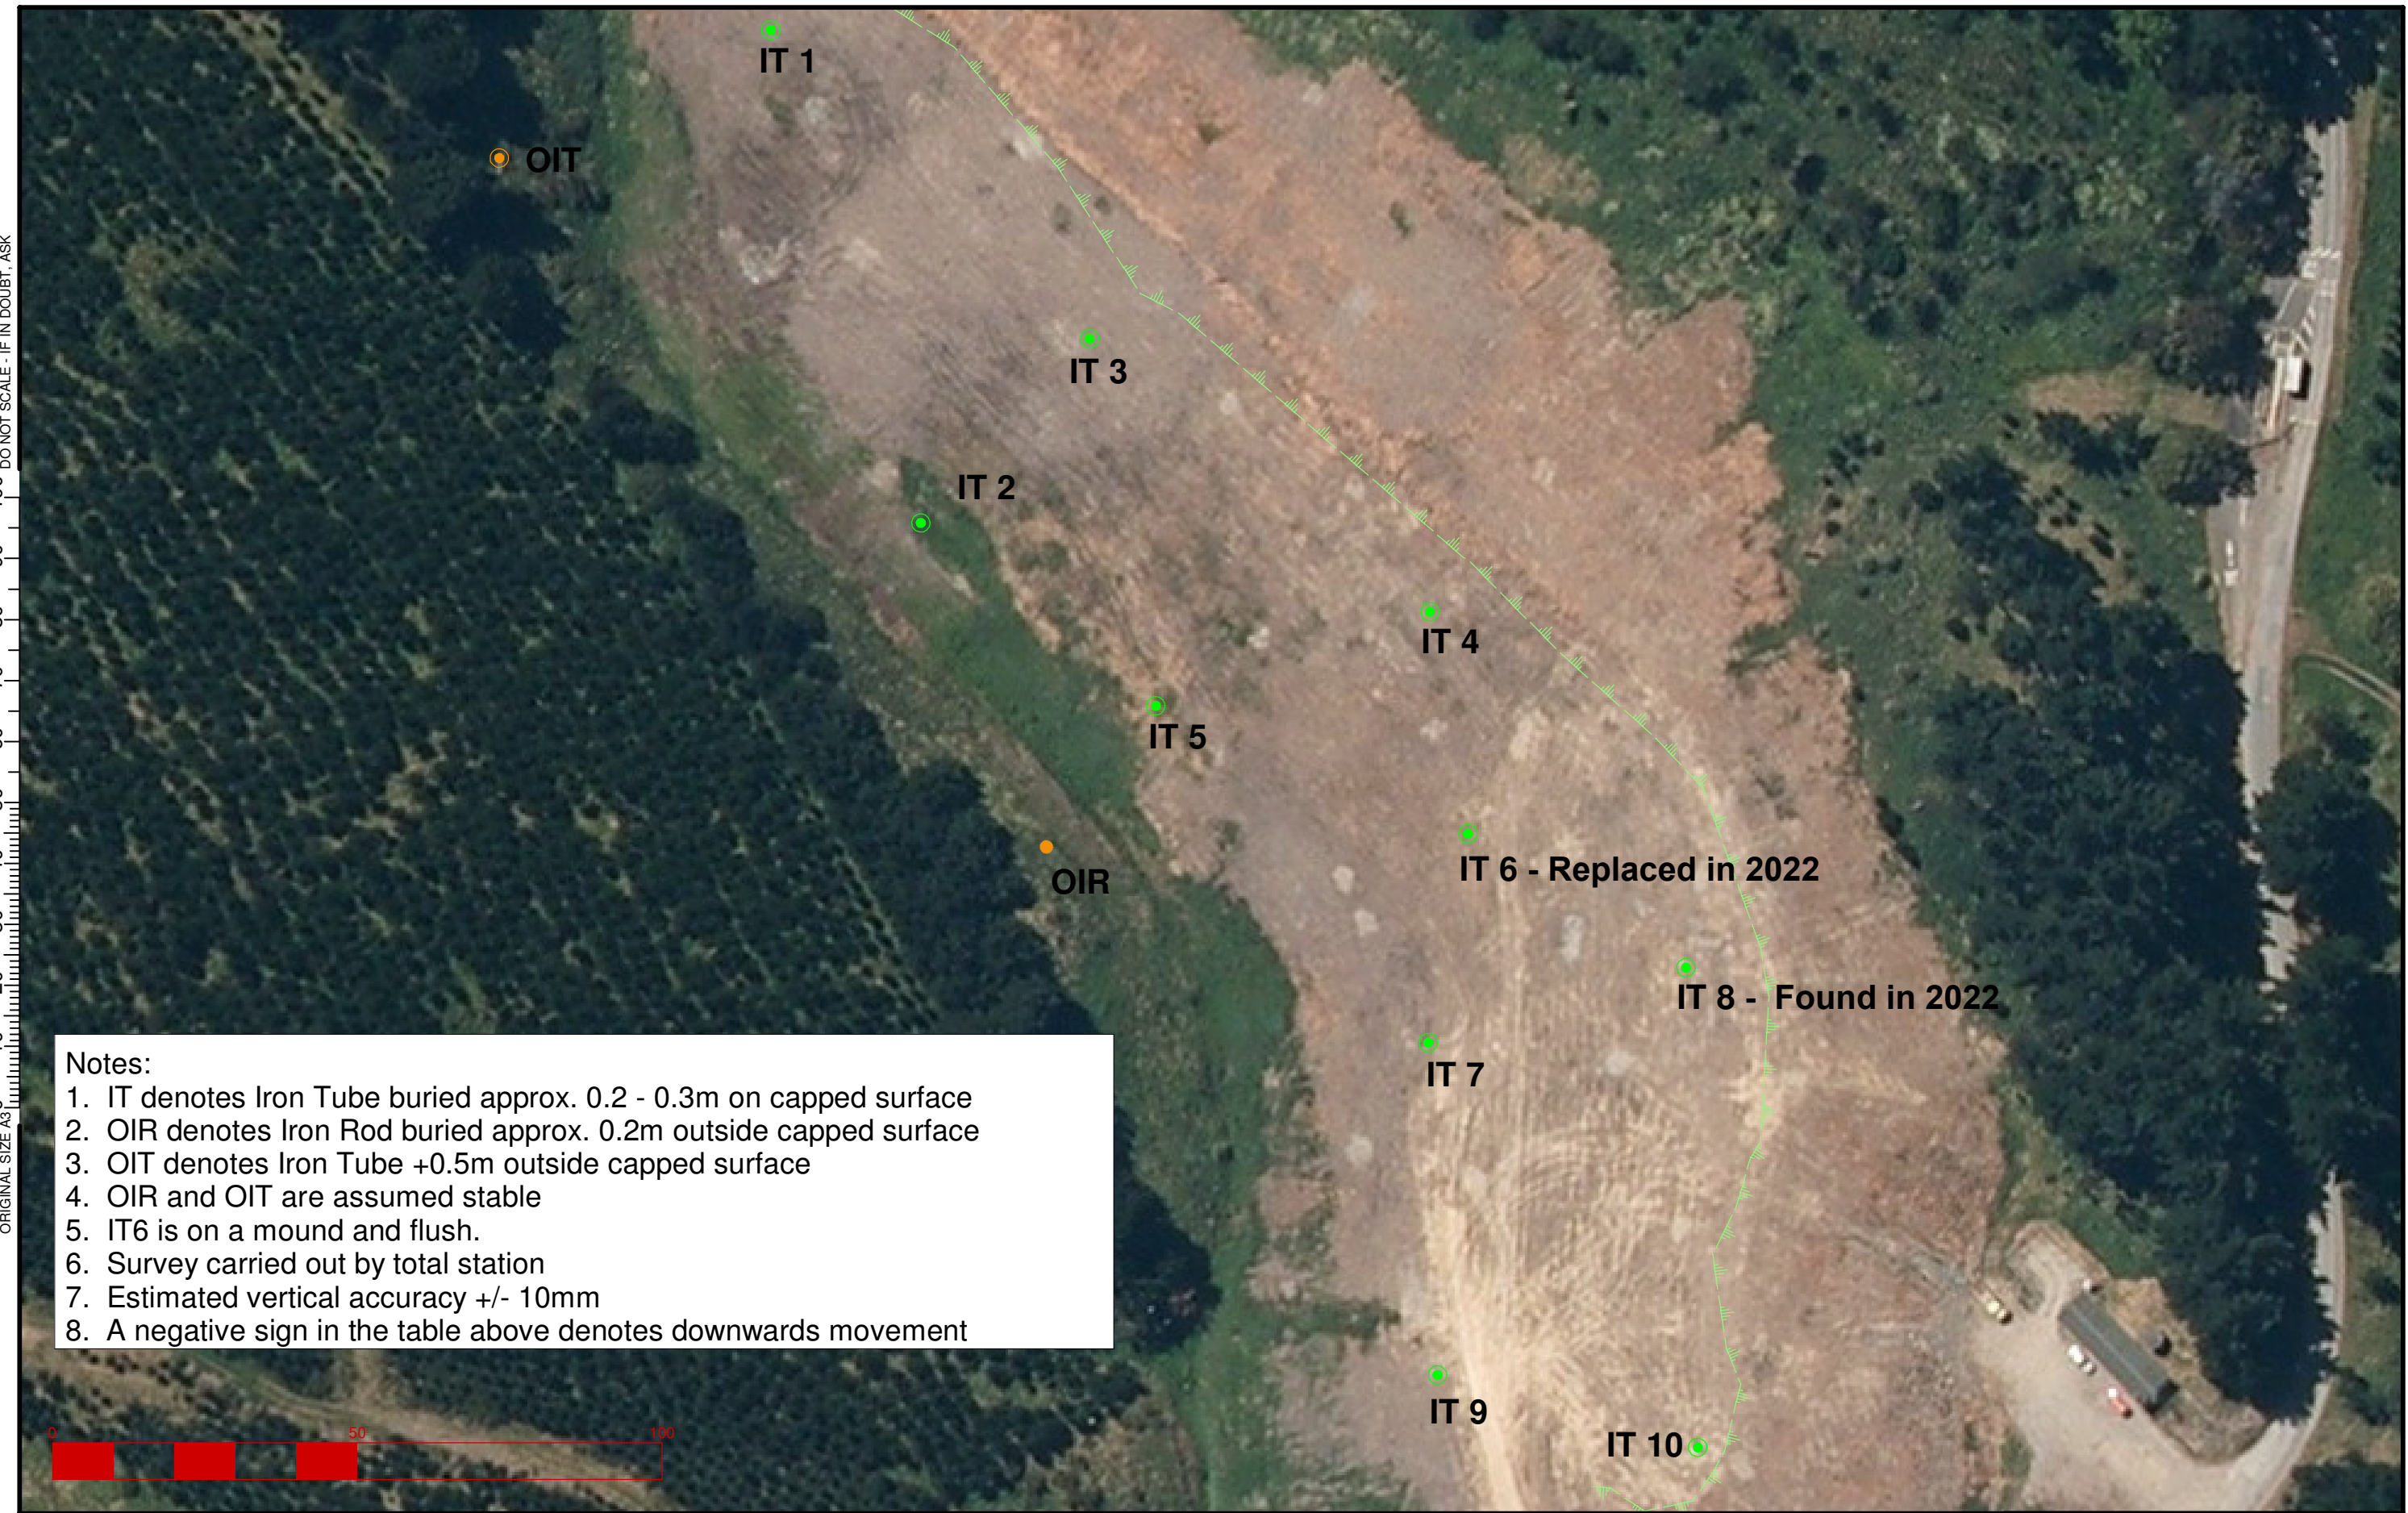 IT 1
OIT
IT 3
IT 2
IT 4
IT 5
IT 6 - Replaced in 2022
OIR
IT 8 -  Found in 2022
IT 7
IT 9
IT 10
Notes:
1.  IT denotes Iron Tube buried approx. 0.2 - 0.3m on capped surface
2.  OIR denotes Iron Rod buried approx. 0.2m outside capped surface
3.  OIT denotes Iron Tube +0.5m outside capped surface
4.  OIR and OIT are assumed stable
5.  IT6 is on a mound and flush.
6.  Survey carried out by total station
7.  Estimated vertical accuracy +/- 10mm
8.  A negative sign in the table above denotes downwards movement
0 50 100
DO NOT SCALE - IF IN DOUBT, ASK
ORIGINAL SIZE A3